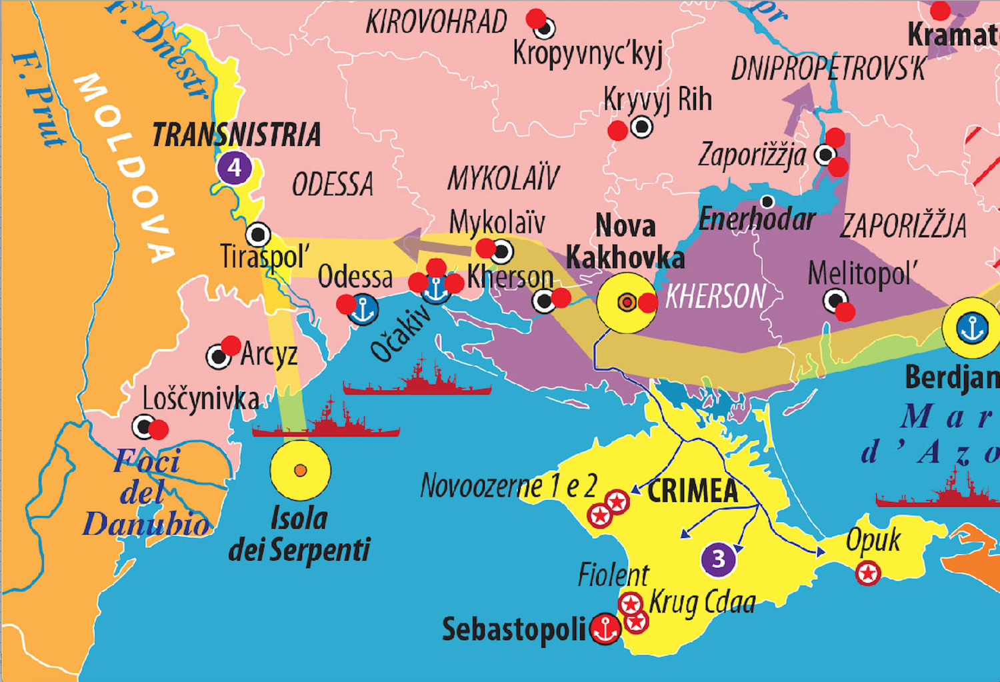 KIROVOHRAD
Kropyvnyc’kyj
pr
Kramat
F. Dnestr
F. Prut
MOLDOVA
DNIPROPETROVS'K
Kryvyj Rih
TRANSNISTRIA
4
ODESSA
MYKOLAÏV
Zaporižžja
Mykolaïv
Nova
Kakhovka
Enerhodar
ZAPORIŽŽJA
Tiraspol’
Odessa
Kherson
KHERSON
Melitopol’
Očakiv
Arcyz
Loščynivka
Berdjan
Mar
d’Azo
Foci
del
Danubio
Isola
dei Serpenti
Novoozerne 1 e 2
CRIMEA
3
Opuk
Fiolent
Krug Cdaa
Sebastopoli